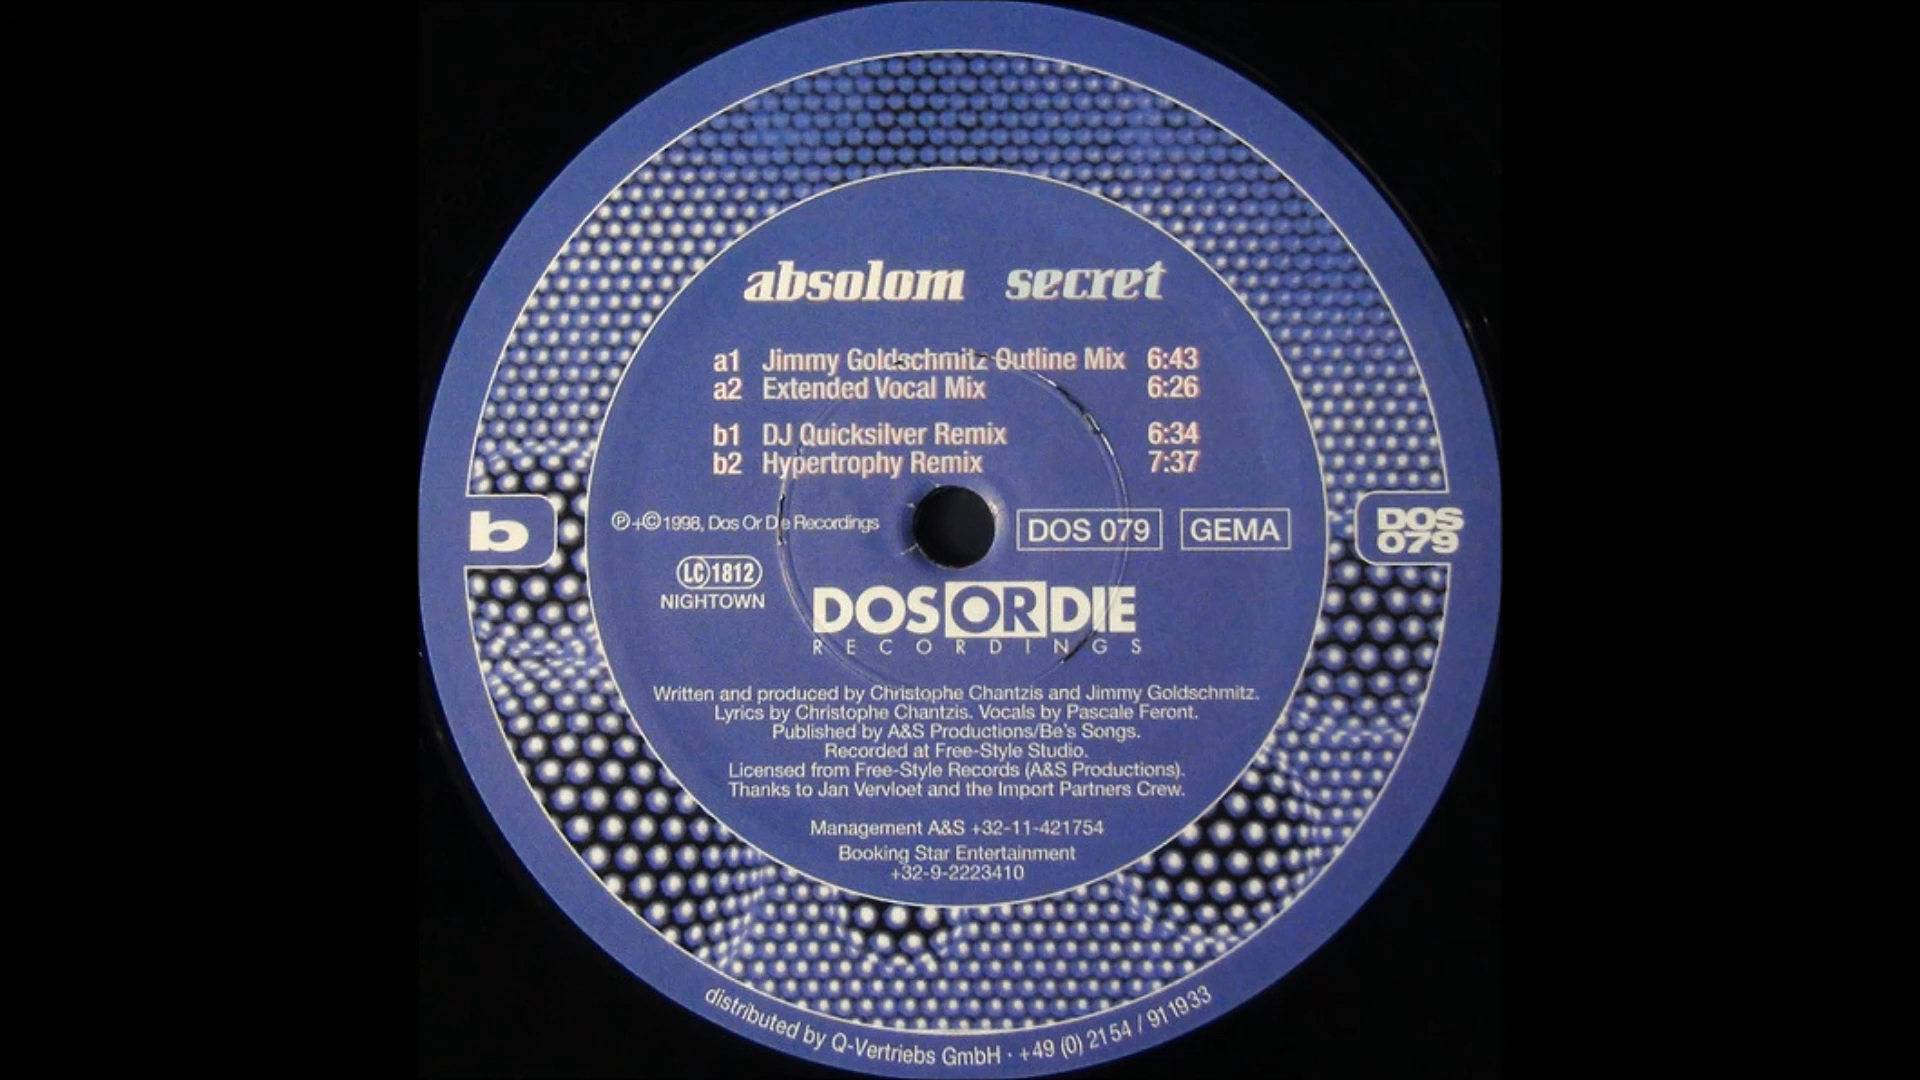 absolom secret
a1 Jimmy Goldschmitz Outline Mix 6:43
a2 Extended Vocal Mix 6:26
b1 DJ Quicksilver Remix 6:34
b2 Hypertrophy Remix 7:37
b
℗+©1998, Dos Or Die Recordings
DOS 079
GEMA
DOS
079
LC 1812
NIGHTOWN
DOS OR DIE
RECORDINGS
Written and produced by Christophe Chantzis and Jimmy Goldschmitz.
Lyrics by Christophe Chantzis. Vocals by Pascale Feront.
Published by A&S Productions/Be's Songs.
Recorded at Free-Style Studio.
Licensed from Free-Style Records (A&S Productions).
Thanks to Jan Vervloet and the Import Partners Crew.
Management A&S +32-11-421754
Booking Star Entertainment
+32-9-2223410
distributed by Q-Vertriebs GmbH · +49 (0) 2154 / 911933